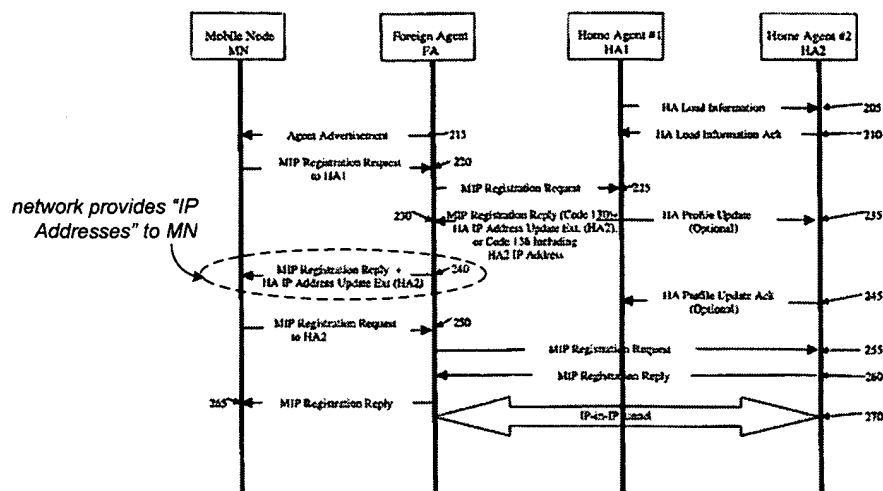 Mobile Node
MN
Foreign Agent
FA
Home Agent #1
HA1
Home Agent #2
HA2
HA Load Information
205
HA Load Information Ack
210
Agent Advertisement
215
MIP Registration Request
to HA1
220
MIP Registration Request
225
network provides "IP
Addresses" to MN
230
MIP Registration Reply (Code 130)+
HA IP Address Update Ext. (HA2),
or Code 136 Including
HA2 IP Address
HA Profile Update
(Optional)
235
MIP Registration Reply +
HA IP Address Update Ext (HA2)
240
HA Profile Update Ack
(Optional)
245
MIP Registration Request
to HA2
250
MIP Registration Request
255
MIP Registration Reply
260
265
MIP Registration Reply
IP-in-IP Tunnel
270